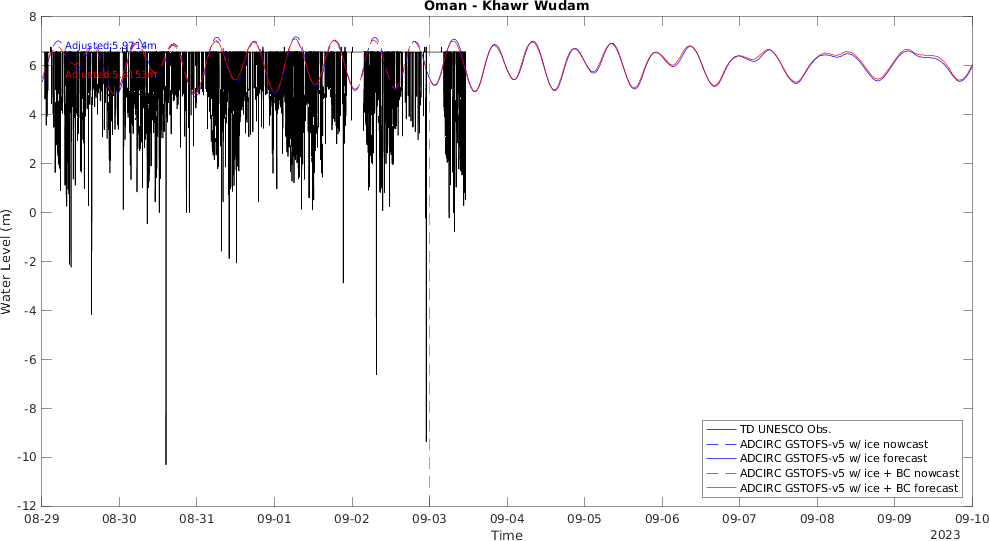 Oman - Khawr Wudam
8
6
4
2
0
-2
-4
-6
-8
-10
-12
Water Level (m)
Adjusted:5.9714m
TD UNESCO Obs.
ADCIRC GSTOFS-v5 w/ ice nowcast
ADCIRC GSTOFS-v5 w/ ice forecast
ADCIRC GSTOFS-v5 w/ ice + BC nowcast
ADCIRC GSTOFS-v5 w/ ice + BC forecast
08-29 08-30 08-31 09-01 09-02 09-03 09-04 09-05 09-06 09-07 09-08 09-09 09-10
Time
2023